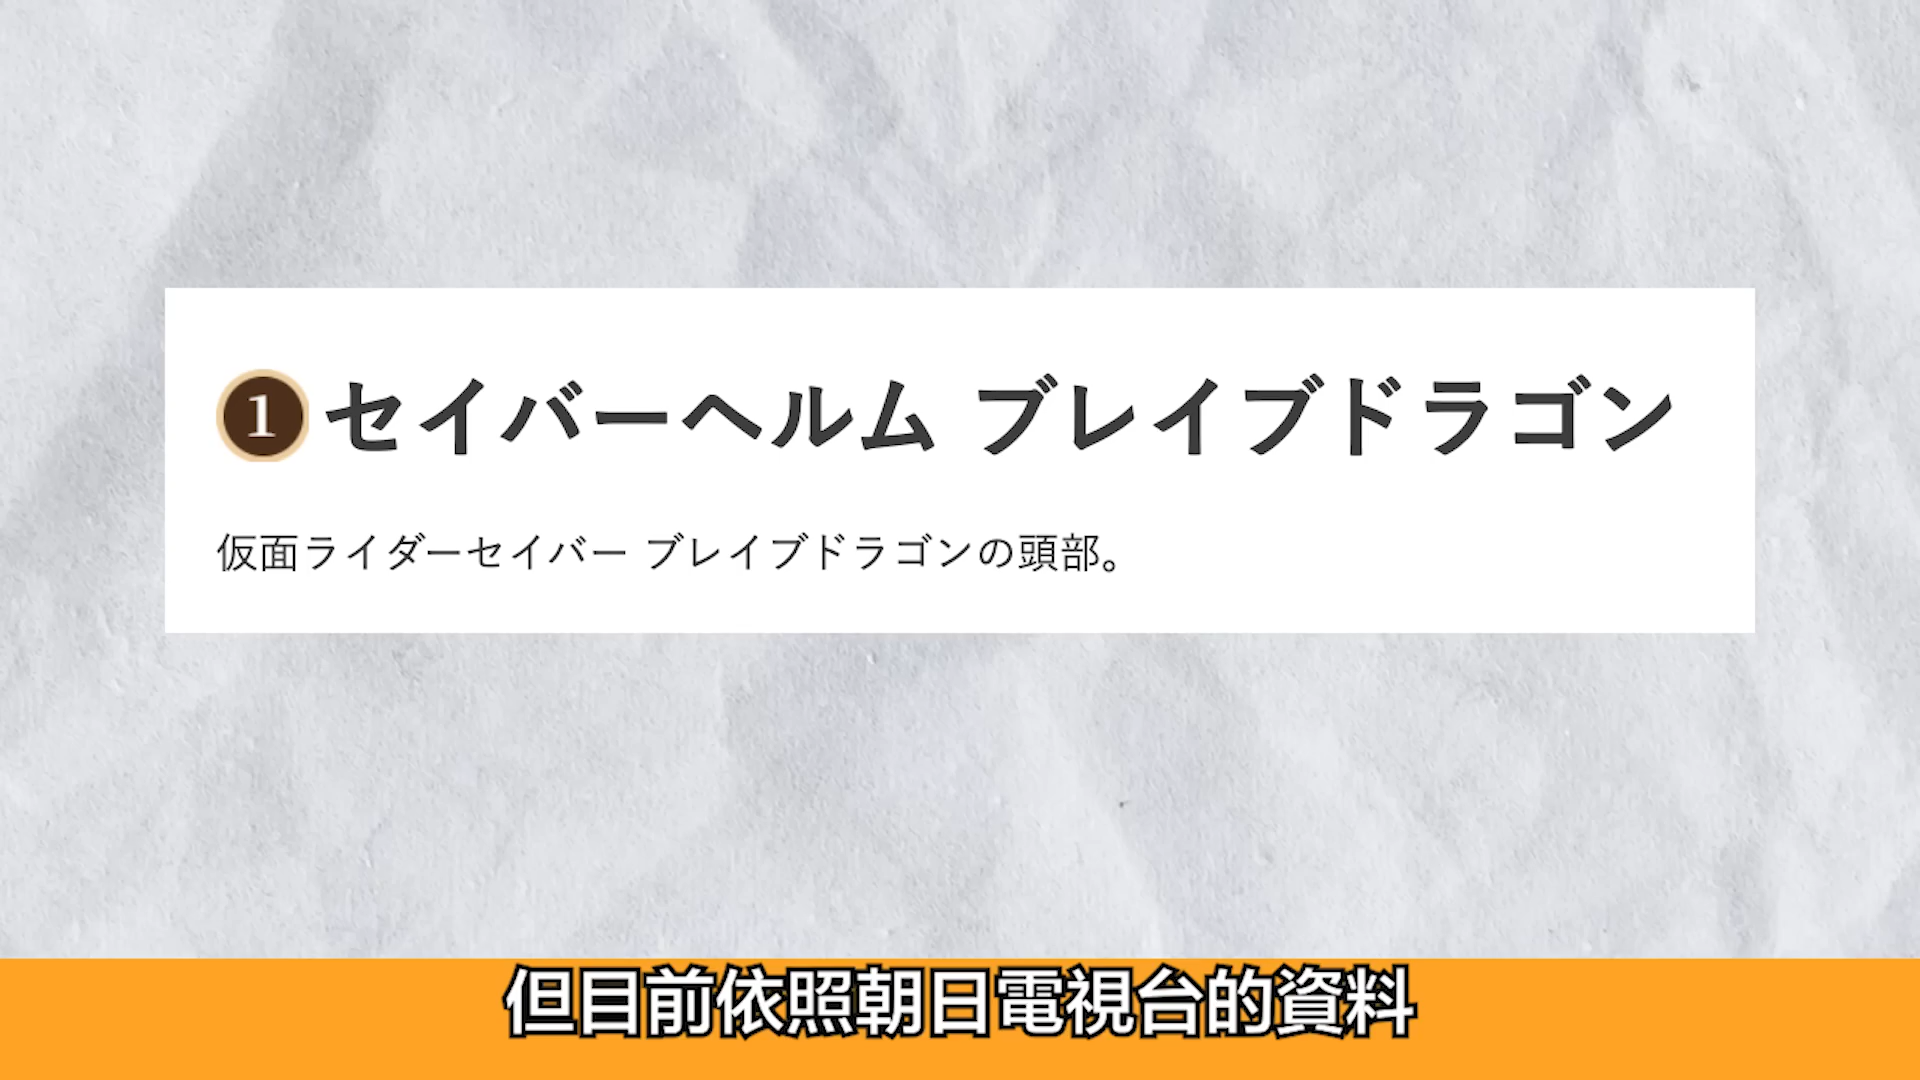 1 セイバーヘルム ブレイブドラゴン
仮面ライダーセイバー ブレイブドラゴンの頭部。
但目前依照朝日電視台的資料